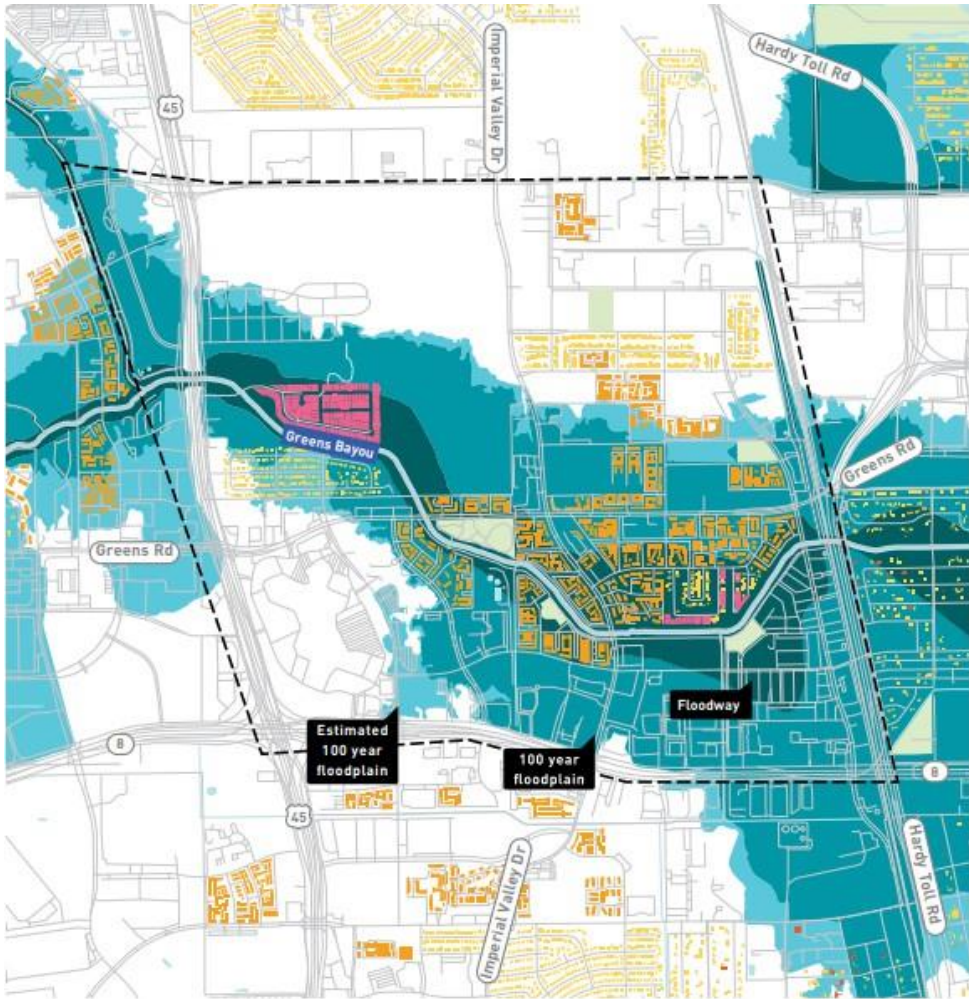 Imperial Valley Dr
Hardy Toll Rd
45
Greens Bayou
Greens Rd
Greens Rd
Floodway
Estimated
100 year
floodplain
100 year
floodplain
8
8
45
Imperial Valley Dr
Hardy Toll Rd